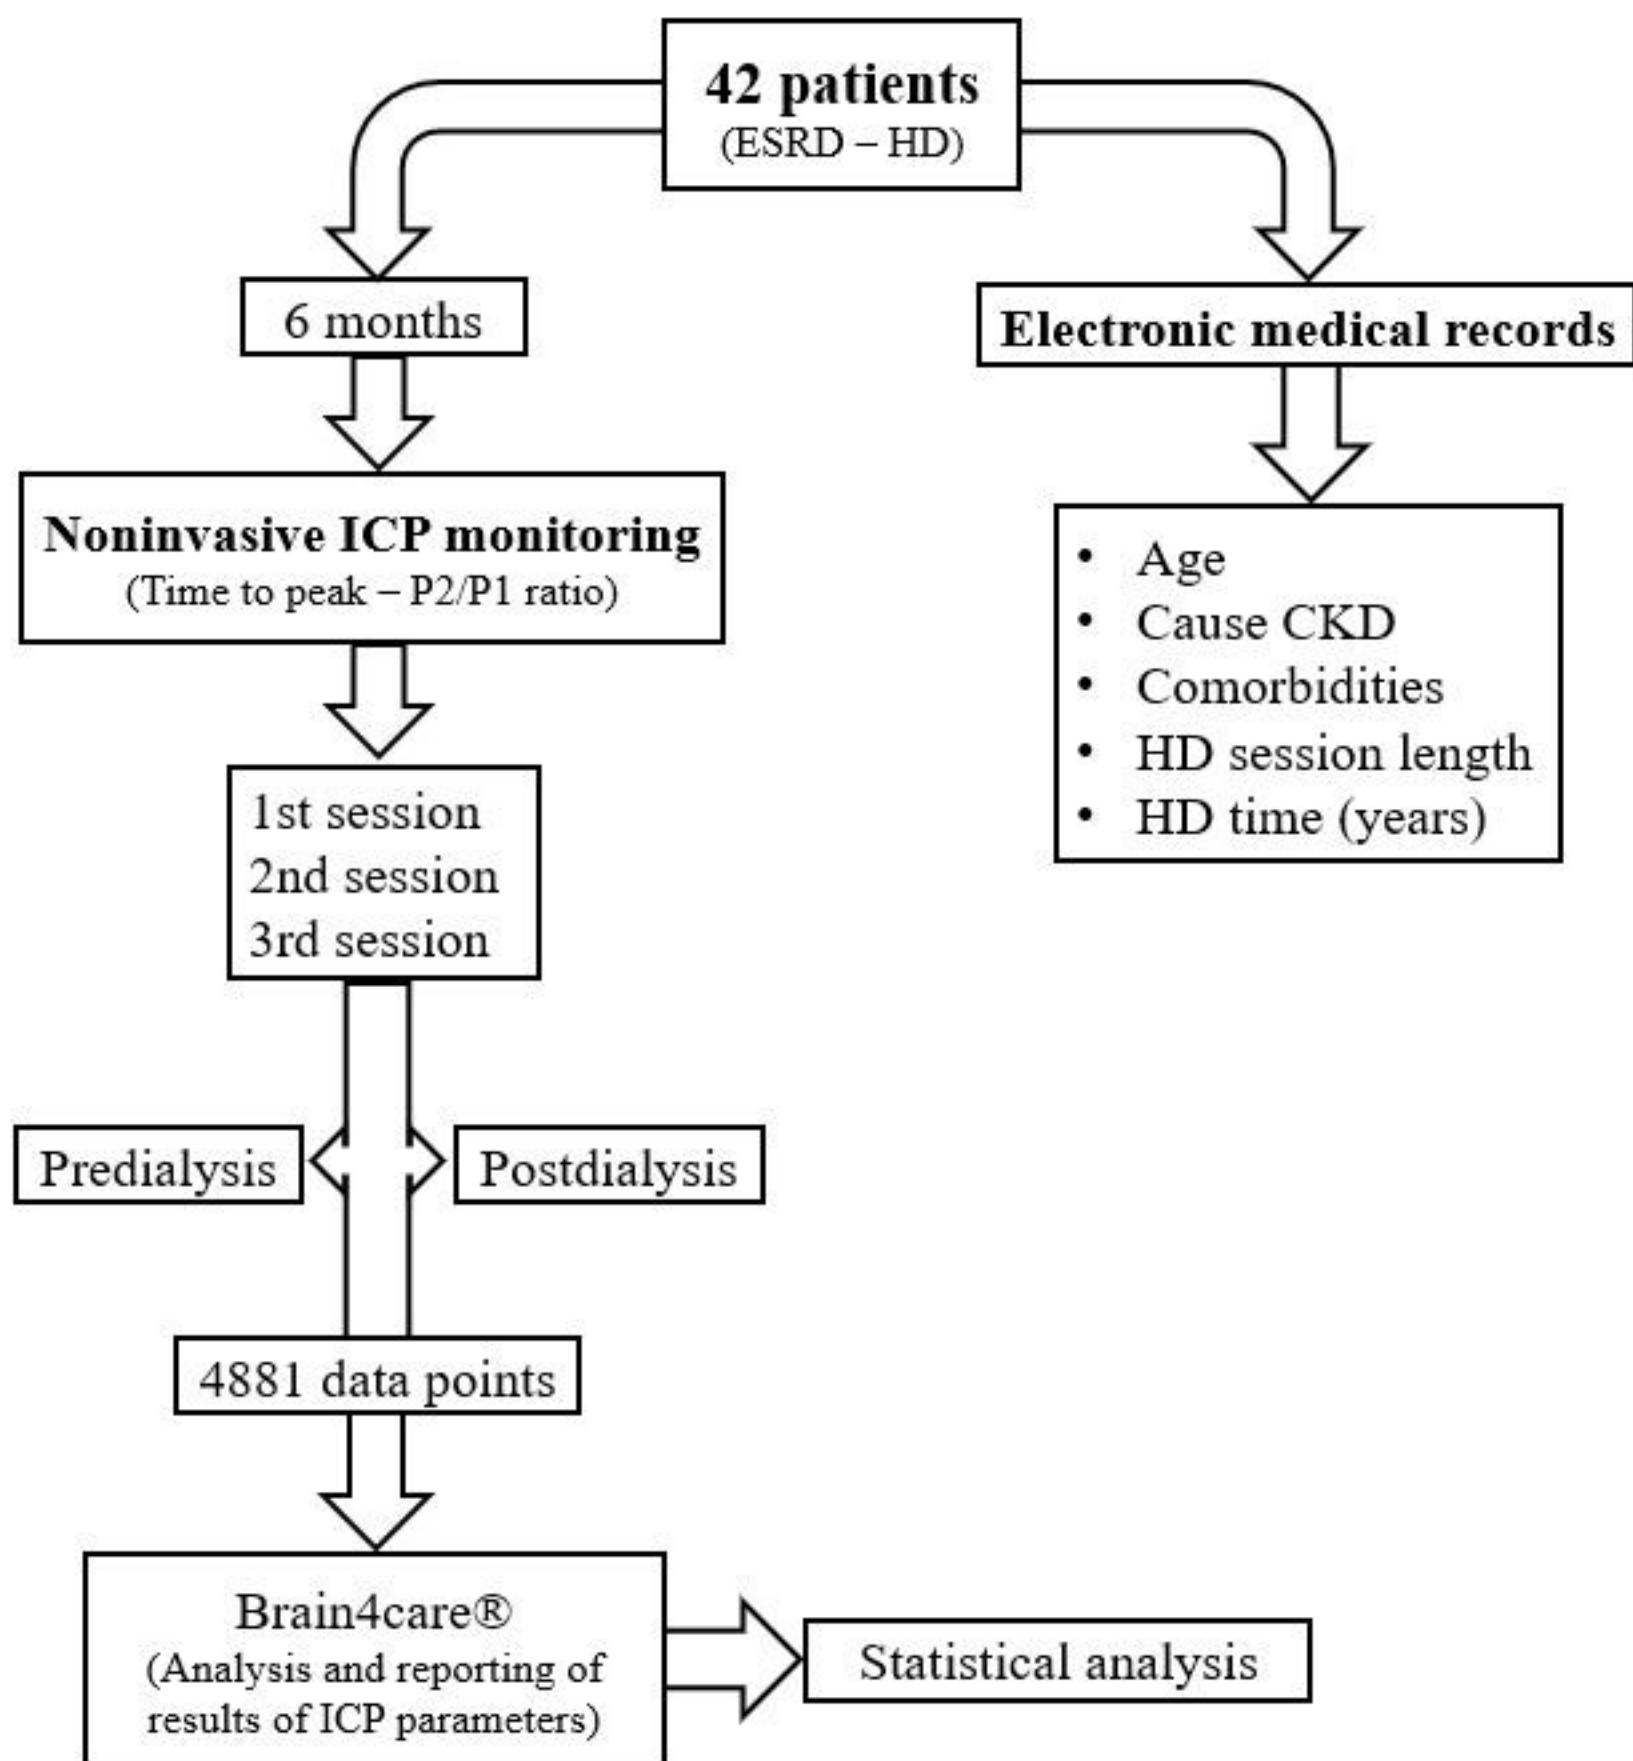 42 patients
(ESRD – HD)
6 months
Electronic medical records
Noninvasive ICP monitoring
(Time to peak – P2/P1 ratio)
• Age
• Cause CKD
• Comorbidities
• HD session length
• HD time (years)
1st session
2nd session
3rd session
Predialysis
Postdialysis
4881 data points
Brain4care®
(Analysis and reporting of
results of ICP parameters)
Statistical analysis